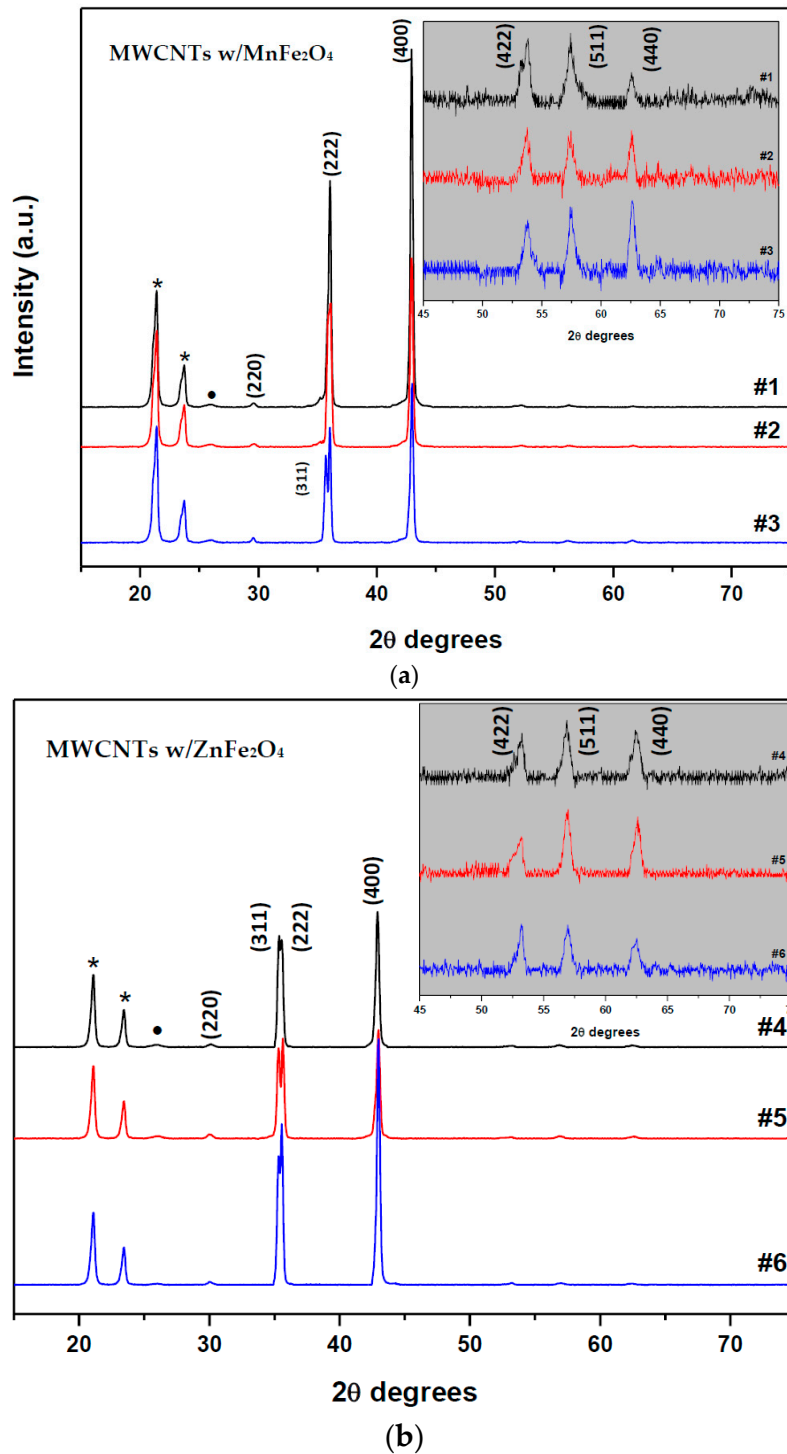 MWCNTs w/MnFe₂O₄
Intensity (a.u.)
*
*
●
(220)
(222)
(311)
(400)
#1
#2
#3
20 30 40 50 60 70
2θ degrees
(422) (511) (440)
#1
#2
#3
45 50 55 60 65 70 75
2θ degrees
(a)
MWCNTs w/ZnFe₂O₄
*
*
●
(220)
(311) (222)
(400)
#4
#5
#6
20 30 40 50 60 70
2θ degrees
(422) (511) (440)
#4
#5
#6
45 50 55 60 65 70 75
2θ degrees
(b)